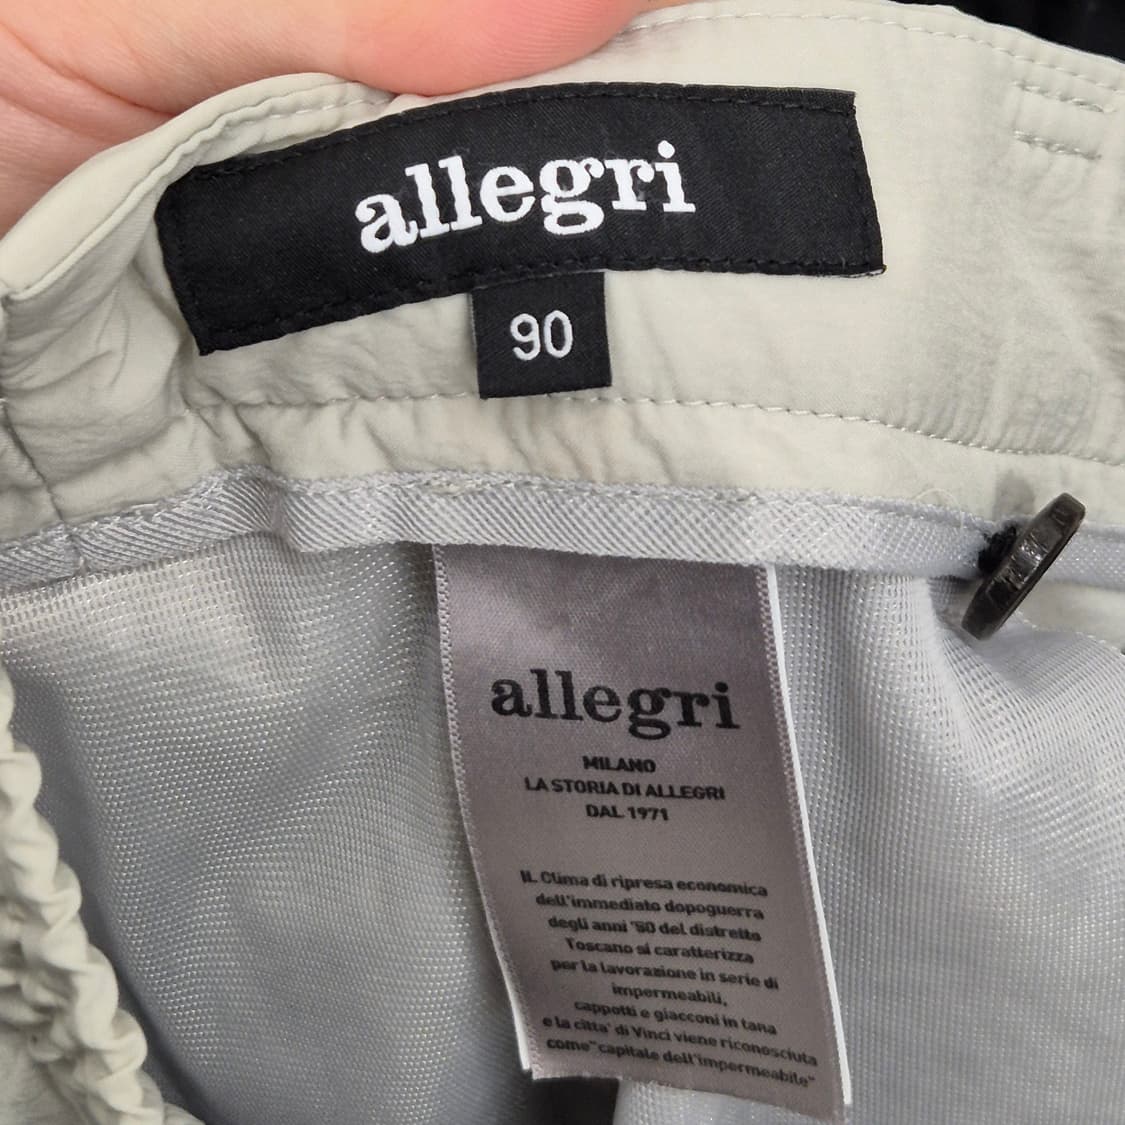 allegri
90
allegri
MILANO
LA STORIA DI ALLEGRI
DAL 1971
IL Clima di ripresa economica
dell'immediato dopoguerra
degli anni '50 del distretto
Toscano si caratterizza
per la lavorazione in serie di
impermeabili,
cappotti e giacconi in tana
e la citta' di Vinci viene riconosciuta
come"capitale dell'impermeabile"